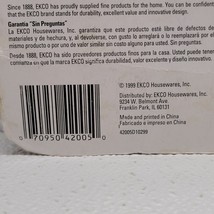 Since 1888, EKCO has proudly supplied fine products for the home. You can be confident
that the EKCO brand stands for durability, excellent value and innovative design.
Garantía "Sin Preguntas"
La EKCO Housewares, Inc. garantiza que este producto está libre de defectos de
materiales y de hechura, y, al devolverse, con gusto lo arreglará o lo reemplazará por el
mismo producto o por uno de valor similar sin costo alguno para usted. Sin
Desde 1888, EKCO ha sido proveedores productos finos para la casa. Usted puede tener
en que la marca EKCO significa durabilidad, valor excelente y diseño
© 1999 EKCO Housewares, Inc.
Distributed by: EKCO Housewares, Inc.
9234 W. Belmont Ave
Franklin Park, IL 60131
Made in China
Printed in China
Fabricado e impreso en China
42005D10299
70950 42005 0